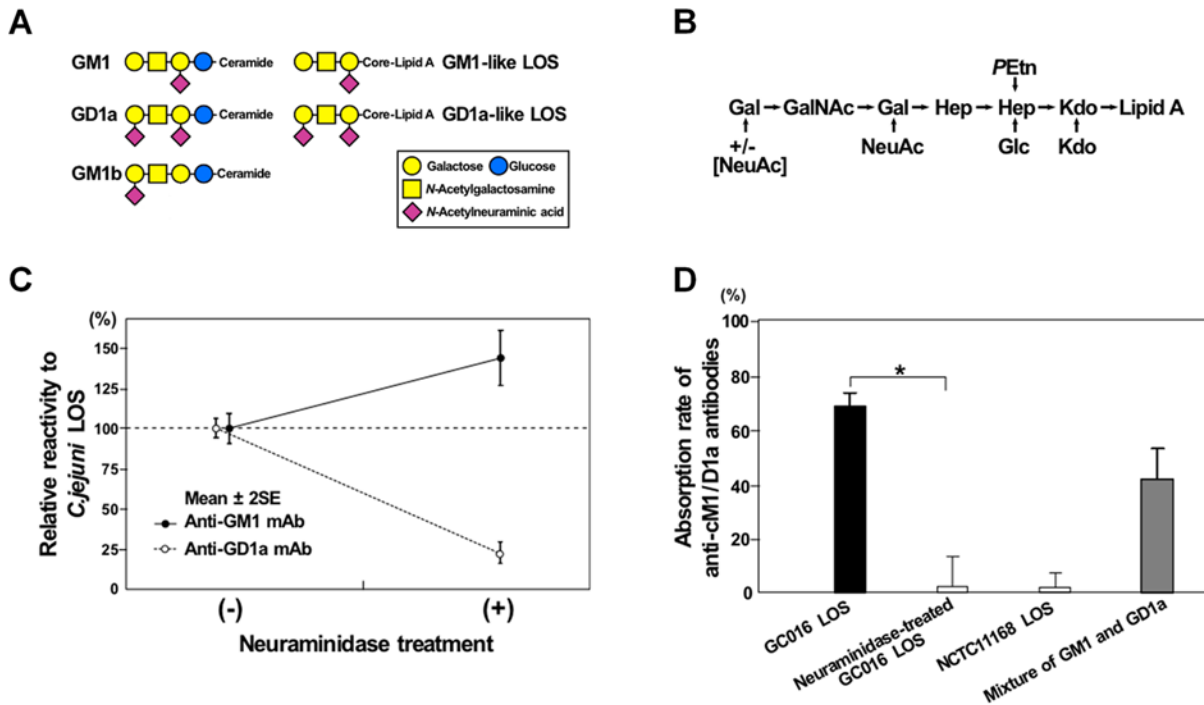 A
GM1
Ceramide
Core-Lipid A
GM1-like LOS
GD1a
Ceramide
Core-Lipid A
GD1a-like LOS
GM1b
Ceramide
Galactose
Glucose
N-Acetylgalactosamine
N-Acetylneuraminic acid
B
PEtn
Gal
GalNAc
Gal
Hep
Hep
Kdo
Lipid A
+/-
[NeuAc]
NeuAc
Glc
Kdo
C
(%)
150
125
100
75
50
25
0
Relative reactivity to
C.jejuni LOS
Mean ± 2SE
Anti-GM1 mAb
Anti-GD1a mAb
(-)
(+)
Neuraminidase treatment
D
(%)
100
80
60
40
20
0
Absorption rate of
anti-cM1/D1a antibodies
*
GC016 LOS
Neuraminidase-treated
GC016 LOS
NCTC11168 LOS
Mixture of GM1 and GD1a